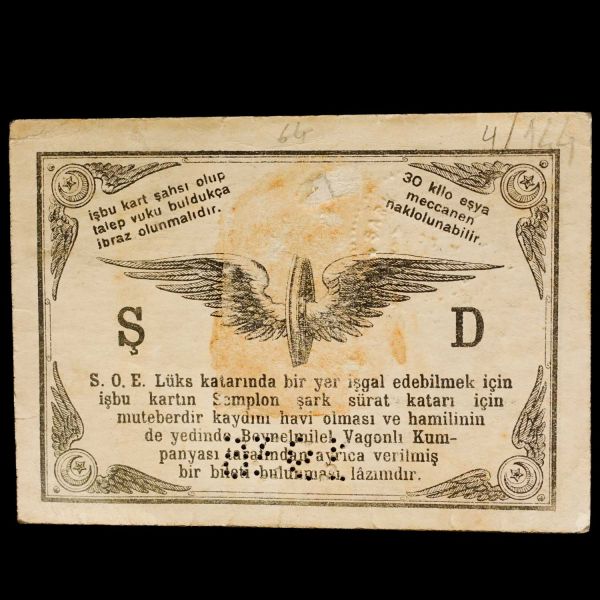 64
4/124
işbu kart şahsı olup
talep vuku buldukça
ibraz olunmalıdır.
30 kilo eşya
meccanen
naklolunabilir.
Ş D
S. O. E. Lüks katarında bir yer işgal edebilmek için
işbu kartın Semplon şark sürat katarı için
muteberdir kaydını havi olması ve hamilinin
de yedinde Beynelmilel Vagonlı Kum-
panyası tarafından ayrıca verilmiş
bir bileti bulunması lâzımdır.